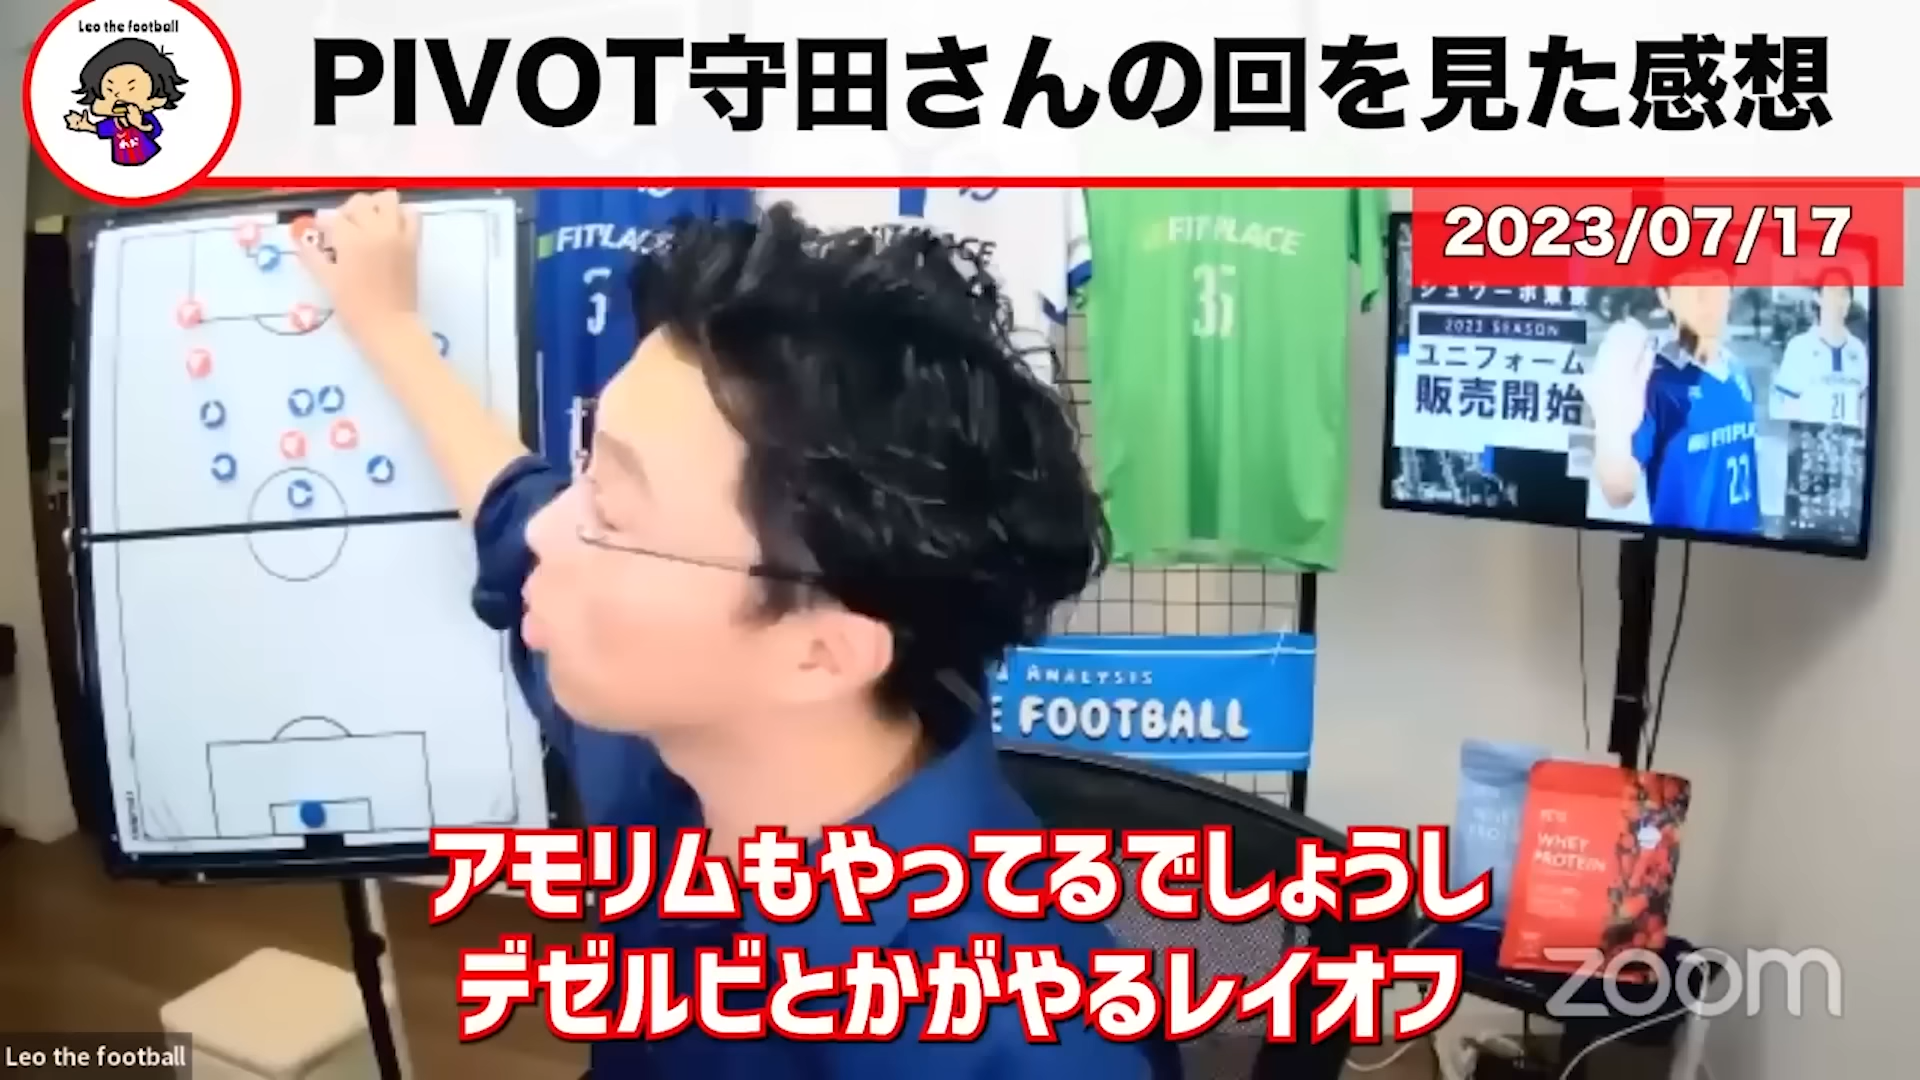 Leo the football
PIVOT守田さんの回を見た感想
2023/07/17
FITPLACE
FITPLACE
35
2023 SEASON
ユニフォーム
販売開始
21
22
ANALYSIS
FOOTBALL
WHEY
PROTEIN
アモリムもやってるでしょうし
デゼルビとかがやるレイオフ
zoom
Leo the football